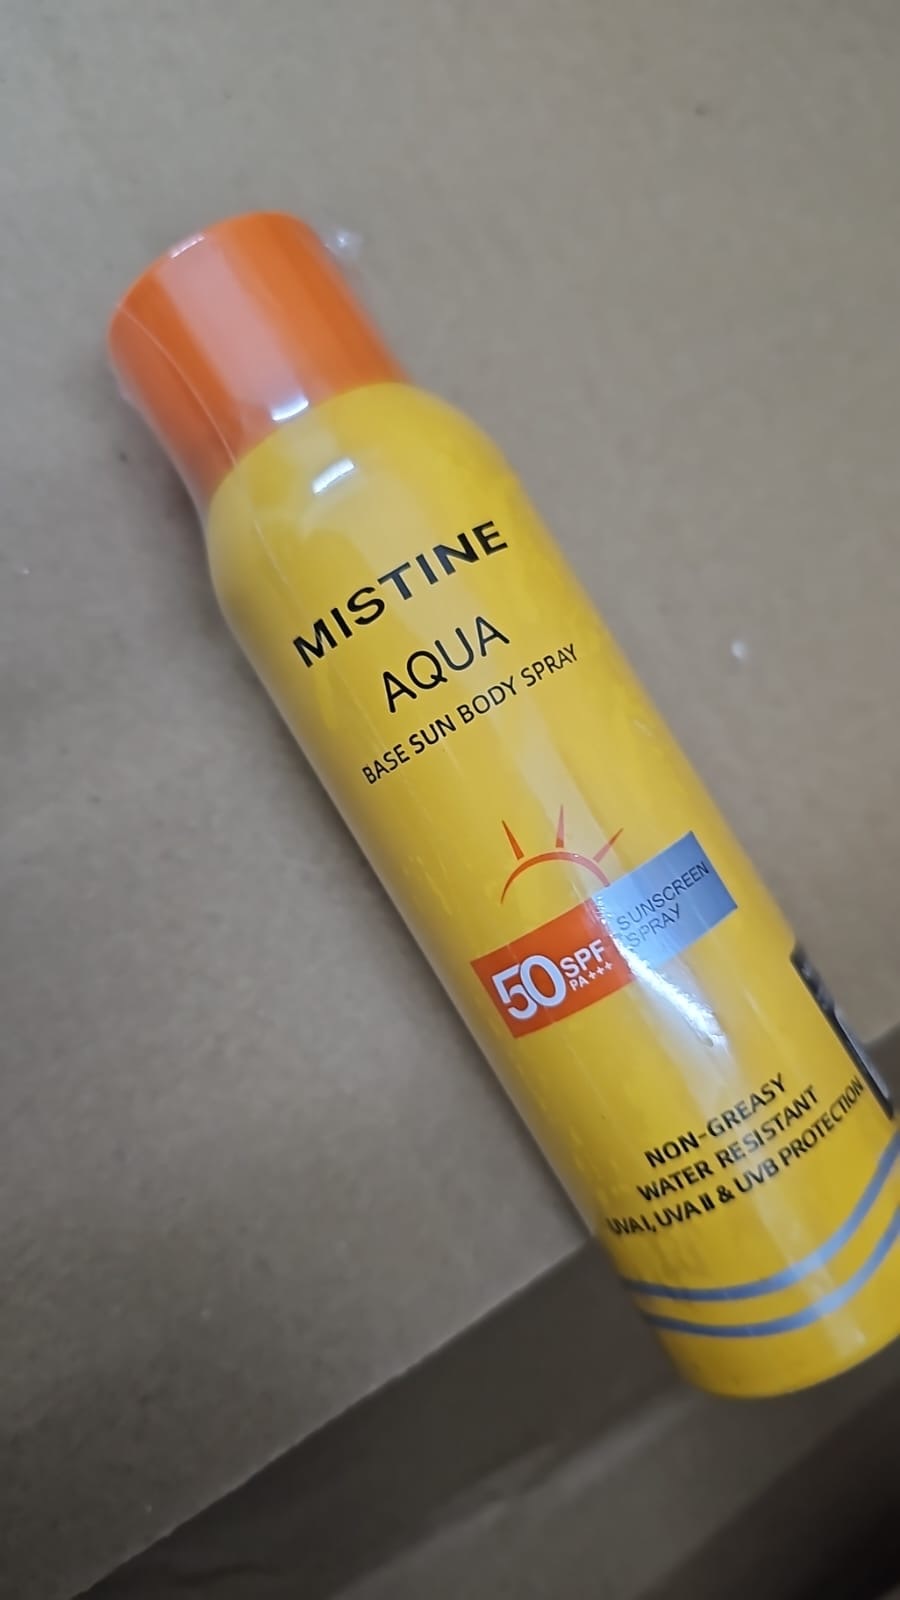 MISTINE
AQUA
BASE SUN BODY SPRAY
50 SPF
PA+++
SUNSCREEN
SPRAY
NON-GREASY
WATER RESISTANT
UVA I, UVA II & UVB PROTECTION